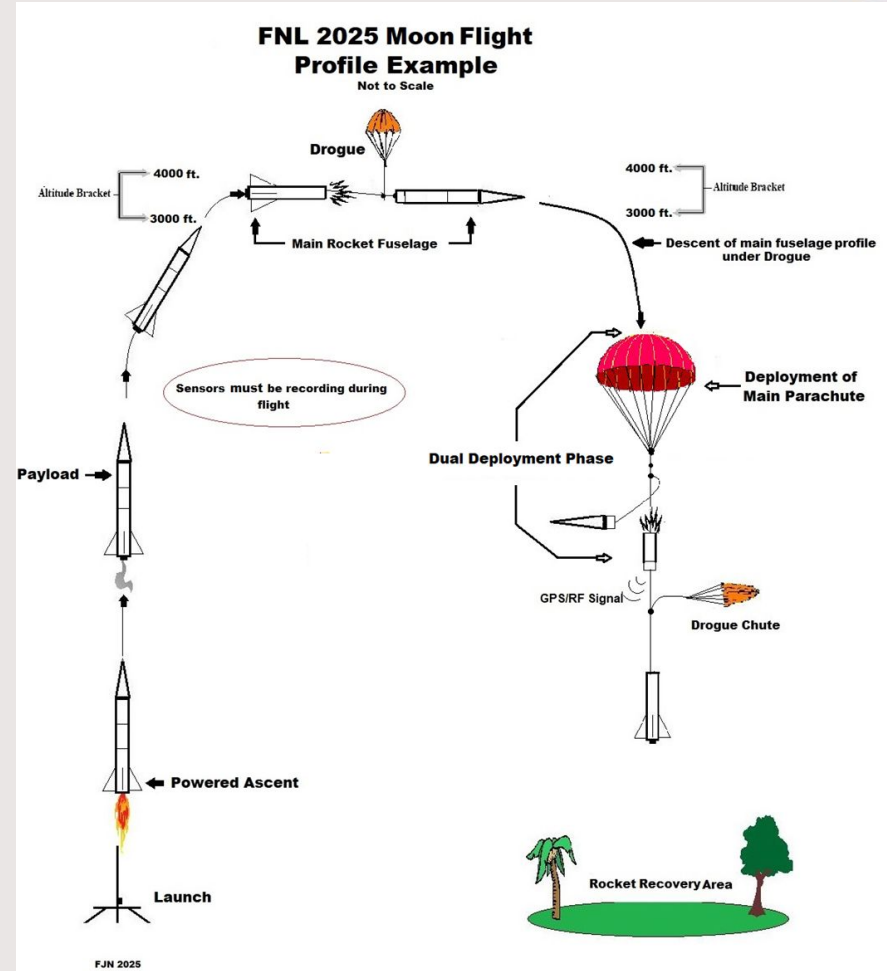 FNL 2025 Moon Flight
Profile Example
Not to Scale
Drogue
4000 ft.
Altitude Bracket
3000 ft.
4000 ft.
Altitude Bracket
3000 ft.
Main Rocket Fuselage
Descent of main fuselage profile
under Drogue
Sensors must be recording during
flight
Deployment of
Main Parachute
Payload
Dual Deployment Phase
GPS/RF Signal
Drogue Chute
Powered Ascent
Launch
Rocket Recovery Area
FJN 2025